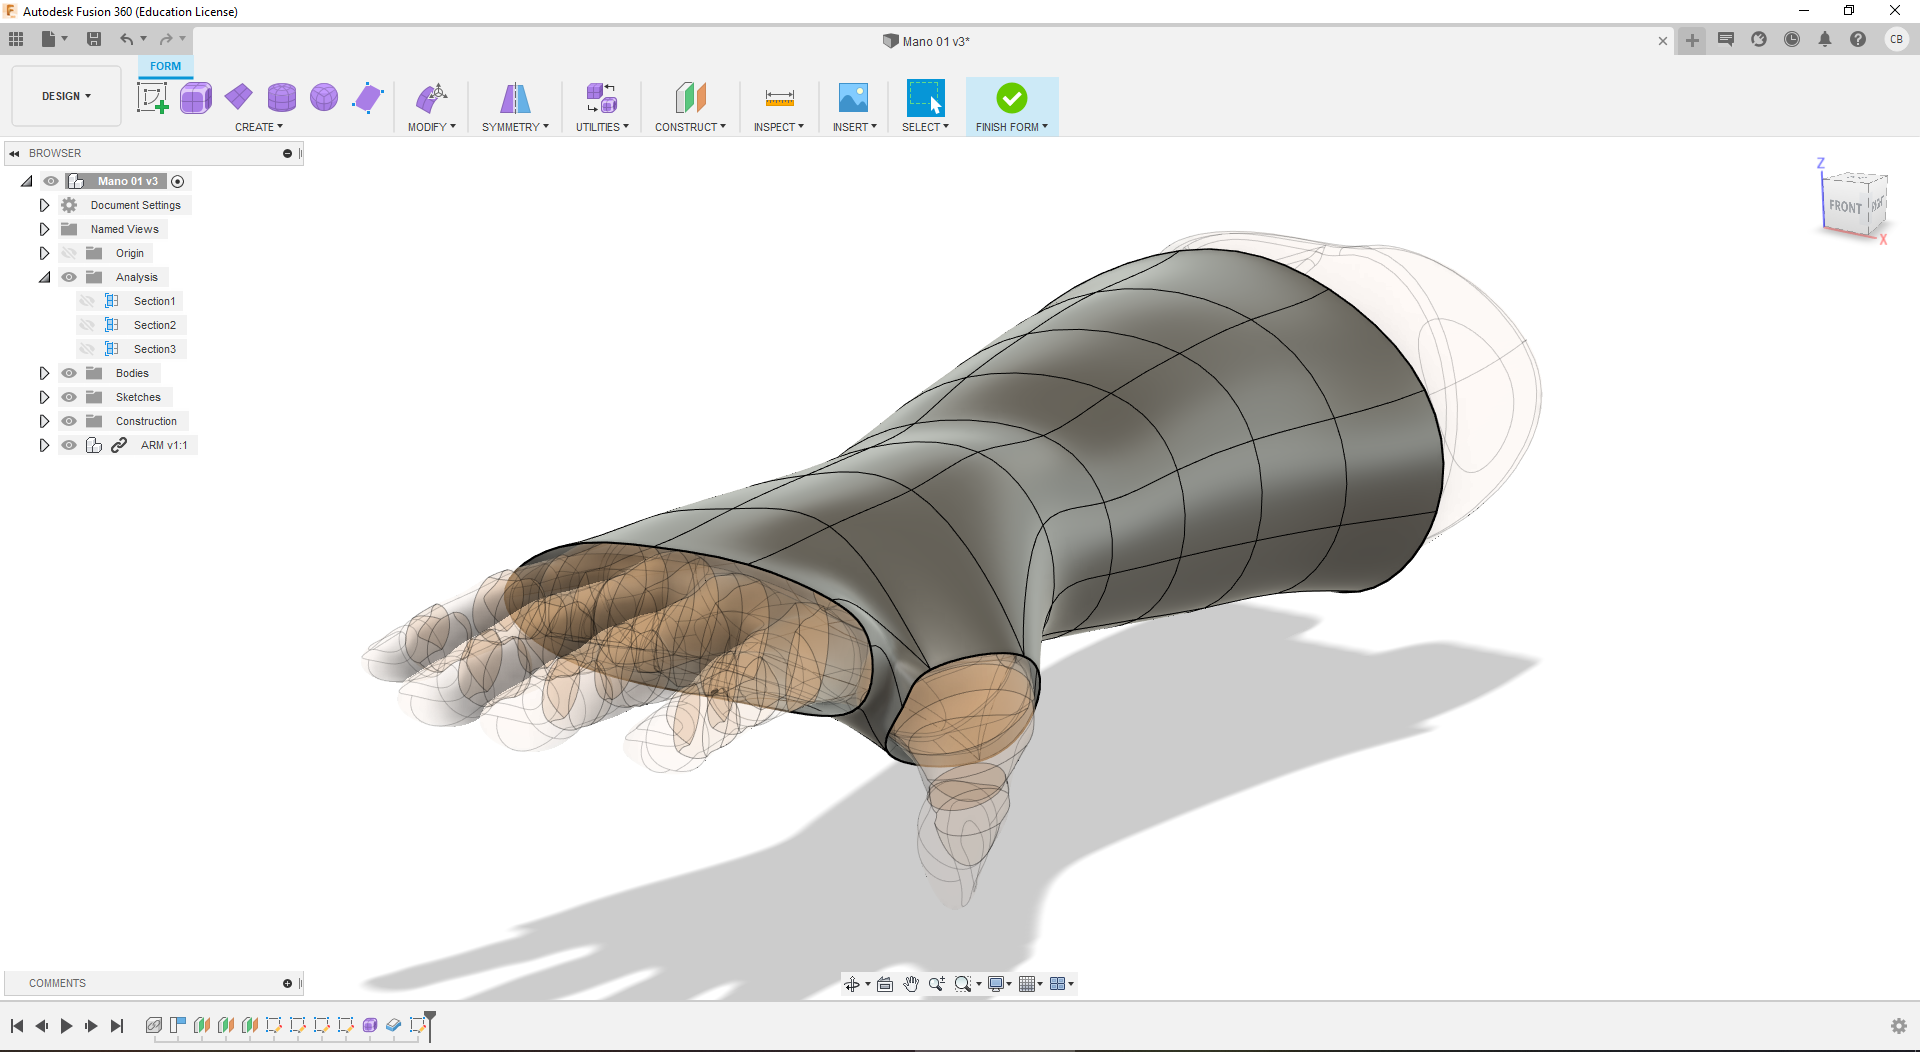 Autodesk Fusion 360 (Education License)
Mano 01 v3*
CB
FORM
DESIGN
CREATE
MODIFY
SYMMETRY
UTILITIES
CONSTRUCT
INSPECT
INSERT
SELECT
FINISH FORM
BROWSER
Mano 01 v3
Document Settings
Named Views
Origin
Analysis
Section1
Section2
Section3
Bodies
Sketches
Construction
ARM v1:1
Z
FRONT
RIGHT
X
COMMENTS